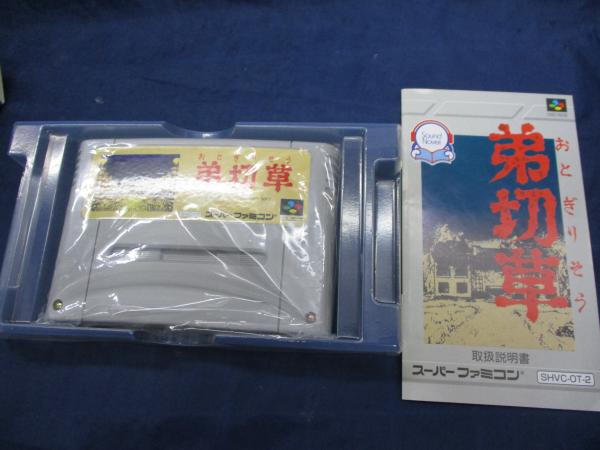 おとぎりそう
弟切草
スーパーファミコン
Sound Novel
おとぎりそう
弟切草
取扱説明書
スーパーファミコン
SHVC-OT-2